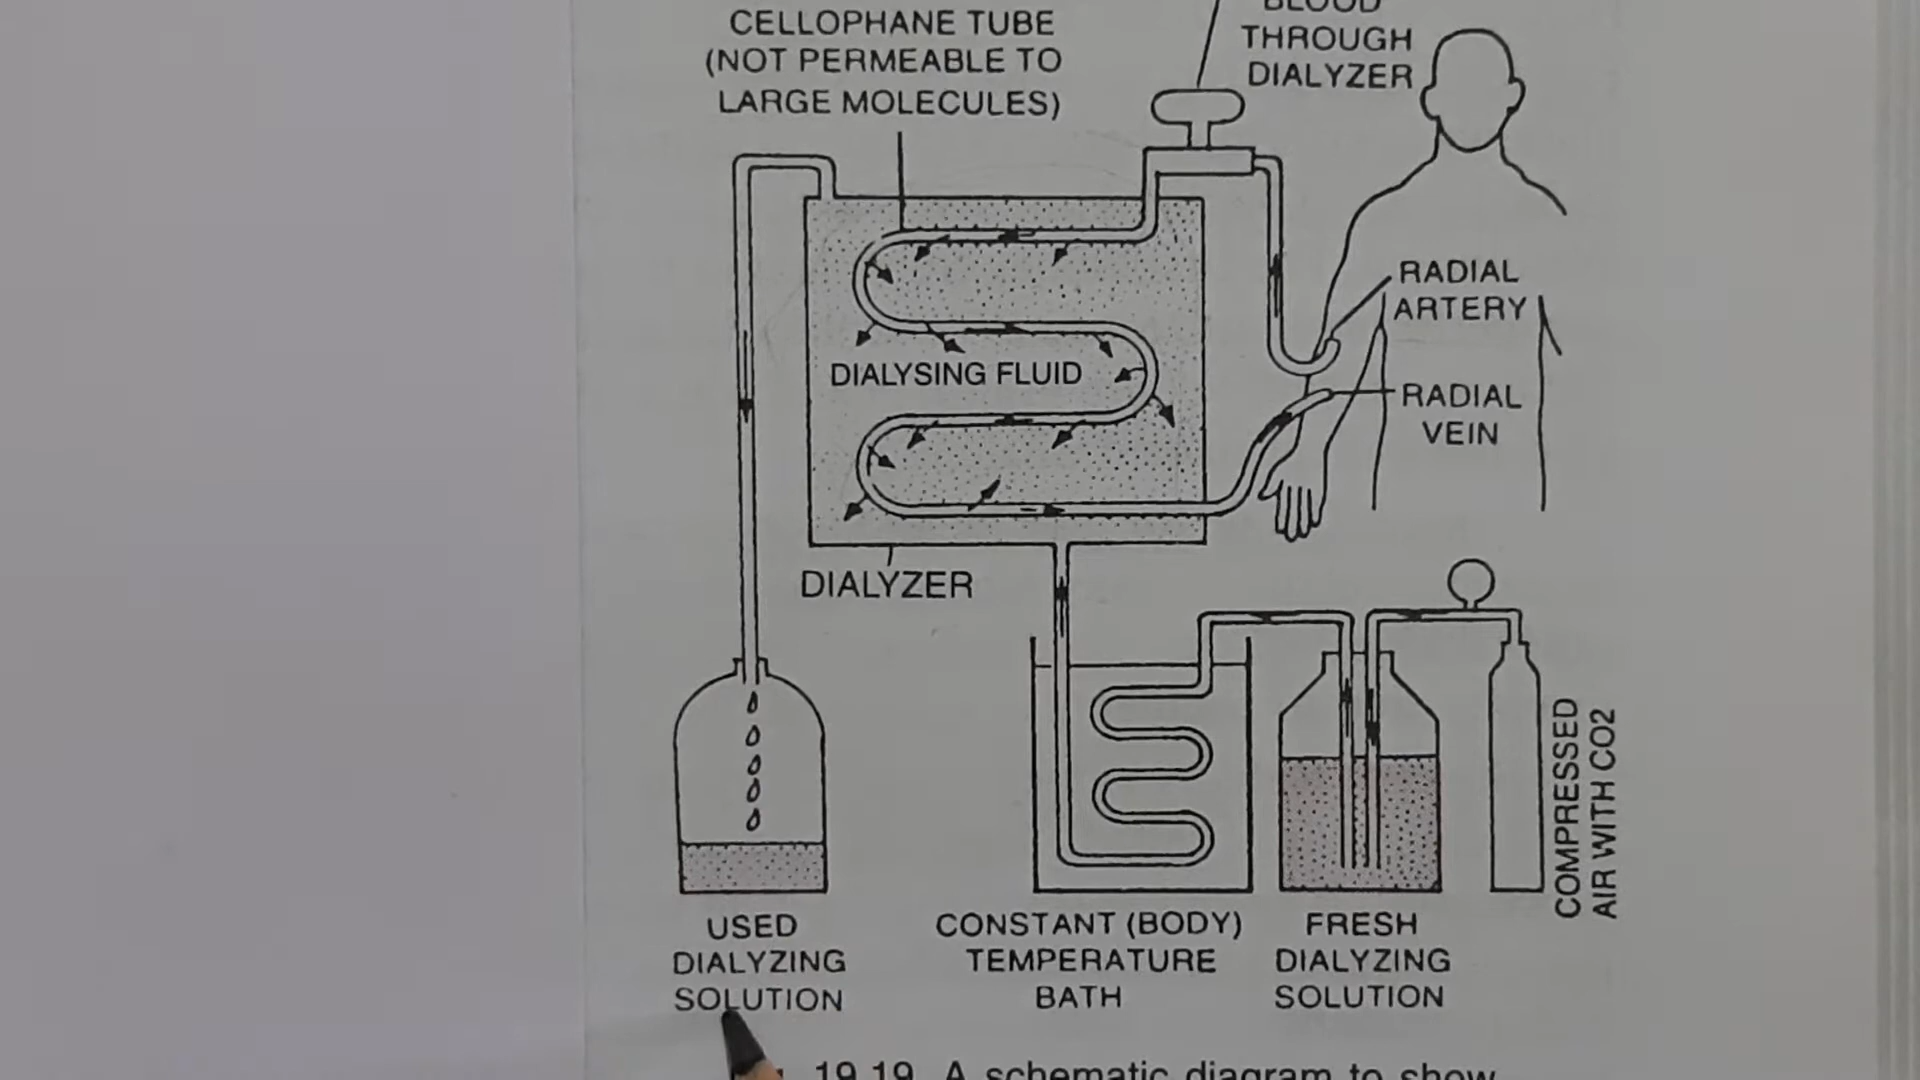 CELLOPHANE TUBE
(NOT PERMEABLE TO
LARGE MOLECULES)
BLOOD
THROUGH
DIALYZER
RADIAL
ARTERY
DIALYSING FLUID
RADIAL
VEIN
DIALYZER
COMPRESSED
AIR WITH CO2
USED
DIALYZING
SOLUTION
CONSTANT (BODY)
TEMPERATURE
BATH
FRESH
DIALYZING
SOLUTION
19.19. A schematic diagram to show